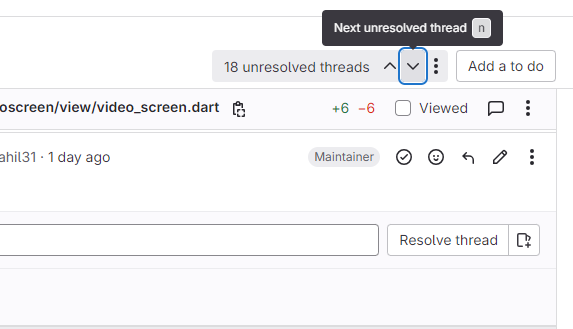 Next unresolved thread n
18 unresolved threads Add a to do
oscreen/view/video_screen.dart +6 −6 Viewed
ahil31 · 1 day ago Maintainer
Resolve thread